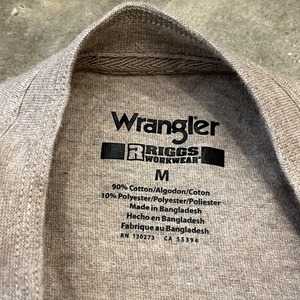 Wrangler
R RIGGS
WORKWEAR
M
90% Cotton/Algodon/Coton
10% Polyester/Polyester/Poliester
Made in Bangladesh
Hecho en Bangladesh
Fabrique au Bangladesh
RN 130273 CA 55394